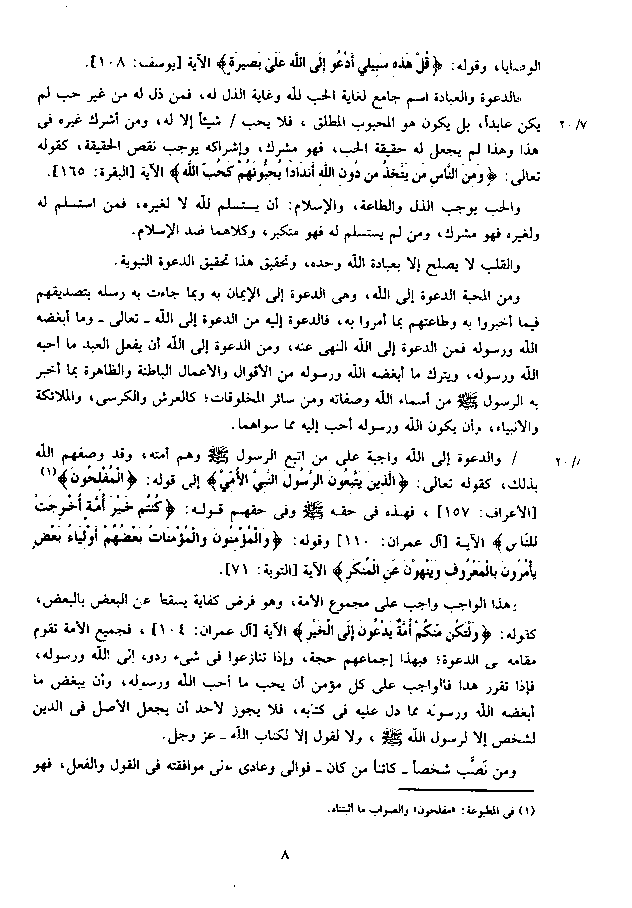 الوصايا، وقوله: ﴿قُلْ هَذِهِ سَبِيلِي أَدْعُو إِلَى اللَّهِ عَلَىٰ بَصِيرَةٍ﴾ الآية [يوسف: ١٠٨].
فالدعوة والعبادة اسم جامع لغاية الحب لله وغاية الذل له، فمن ذل له من غير حب لم
٢٠/٧ يكن عابداً، بل يكون هو المحبوب المطلق، فلا يحب / شيئاً إلا له، ومن أشرك غيره فى
هذا وهذا لم يجعل له حقيقة الحب، فهو مشرك، وإشراكه يوجب نقص الحقيقة، كقوله
تعالى: ﴿وَمِنَ النَّاسِ مَن يَتَّخِذُ مِن دُونِ اللَّهِ أَندَادًا يُحِبُّونَهُمْ كَحُبِّ اللَّهِ﴾ الآية [البقرة: ١٦٥].
والحب يوجب الذل والطاعة، والإسلام: أن يستسلم لله لا لغيره، فمن استسلم له
ولغيره فهو مشرك، ومن لم يستسلم له فهو متكبر، وكلاهما ضد الإسلام.
والقلب لا يصلح إلا بعبادة الله وحده، وتحقيق هذا تحقيق الدعوة النبوية.
ومن المحبة الدعوة إلى الله، وهى الدعوة إلى الإيمان به وبما جاءت به رسله بتصديقهم
فيما أخبروا به وطاعتهم بما أمروا به، فالدعوة إليه من الدعوة إلى الله ـ تعالى ـ وما أبغضه
الله ورسوله فمن الدعوة إلى الله النهى عنه، ومن الدعوة إلى الله أن يفعل العبد ما أحبه
الله ورسوله، ويترك ما أبغضه الله ورسوله من الأقوال والأعمال الباطنة والظاهرة بما أخبر
به الرسول ﷺ من أسماء الله وصفاته ومن سائر المخلوقات؛ كالعرش والكرسى، والملائكة
والأنبياء، وأن يكون الله ورسوله أحب إليه مما سواهما.
/ والدعوة إلى الله واجبة على من اتبع الرسول ﷺ وهم أمته، وقد وصفهم الله
بذلك، كقوله تعالى: ﴿الَّذِينَ يَتَّبِعُونَ الرَّسُولَ النَّبِيَّ الأُمِّيَّ﴾ إلى قوله: ﴿الْمُفْلِحُونَ﴾(١)
[الأعراف: ١٥٧] ، فهذه فى حقه ﷺ وفى حقهم قوله: ﴿كُنتُمْ خَيْرَ أُمَّةٍ أُخْرِجَتْ
لِلنَّاسِ﴾ الآية [آل عمران: ١١٠] وقوله: ﴿وَالْمُؤْمِنُونَ وَالْمُؤْمِنَاتُ بَعْضُهُمْ أَوْلِيَاءُ بَعْضٍ
يَأْمُرُونَ بِالْمَعْرُوفِ وَيَنْهَوْنَ عَنِ الْمُنكَرِ﴾ الآية [التوبة: ٧١].
وهذا الواجب واجب على مجموع الأمة، وهو فرض كفاية يسقط عن البعض بالبعض،
كقوله: ﴿وَلْتَكُن مِّنكُمْ أُمَّةٌ يَدْعُونَ إِلَى الْخَيْرِ﴾ الآية [آل عمران: ١٠٤] ، فجميع الأمة تقوم
مقامه فى الدعوة؛ فبهذا إجماعهم حجة، وإذا تنازعوا فى شىء ردوه إلى الله ورسوله،
فإذا تقرر هذا فالواجب على كل مؤمن أن يحب ما أحب الله ورسوله، وأن يبغض ما
أبغضه الله ورسوله مما دل عليه فى كتابه، فلا يجوز لأحد أن يجعل الأصل فى الدين
لشخص إلا لرسول الله ﷺ ، ولا لقول إلا لكتاب الله ـ عز وجل.
ومن نَصَّب شخصاً ـ كائناً من كان ـ فوالى وعادى على موافقته فى القول والفعل، فهو
(١) فى المطبوعة: «مفلحون» والصواب ما أثبتناه.
٨